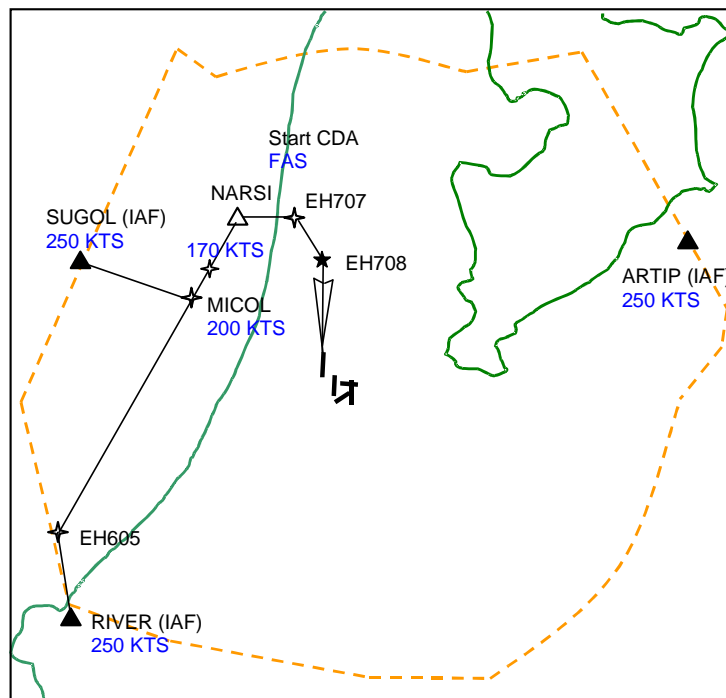 Start CDA
FAS
NARSI
EH707
SUGOL (IAF)
250 KTS
170 KTS
EH708
ARTIP (IAF)
250 KTS
MICOL
200 KTS
EH605
RIVER (IAF)
250 KTS